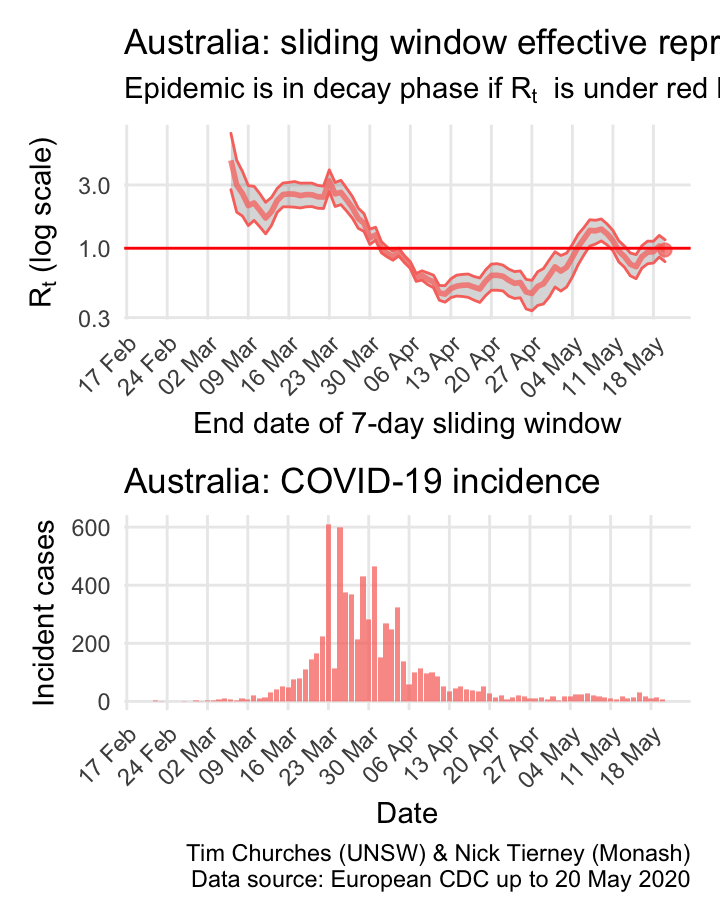 Australia: sliding window effective repr
Epidemic is in decay phase if Rt is under red l
Rt (log scale)
3.0
1.0
0.3
17 Feb 24 Feb 02 Mar 09 Mar 16 Mar 23 Mar 30 Mar 06 Apr 13 Apr 20 Apr 27 Apr 04 May 11 May 18 May
End date of 7-day sliding window
Australia: COVID-19 incidence
Incident cases
600
400
200
0
17 Feb 24 Feb 02 Mar 09 Mar 16 Mar 23 Mar 30 Mar 06 Apr 13 Apr 20 Apr 27 Apr 04 May 11 May 18 May
Date
Tim Churches (UNSW) & Nick Tierney (Monash)
Data source: European CDC up to 20 May 2020